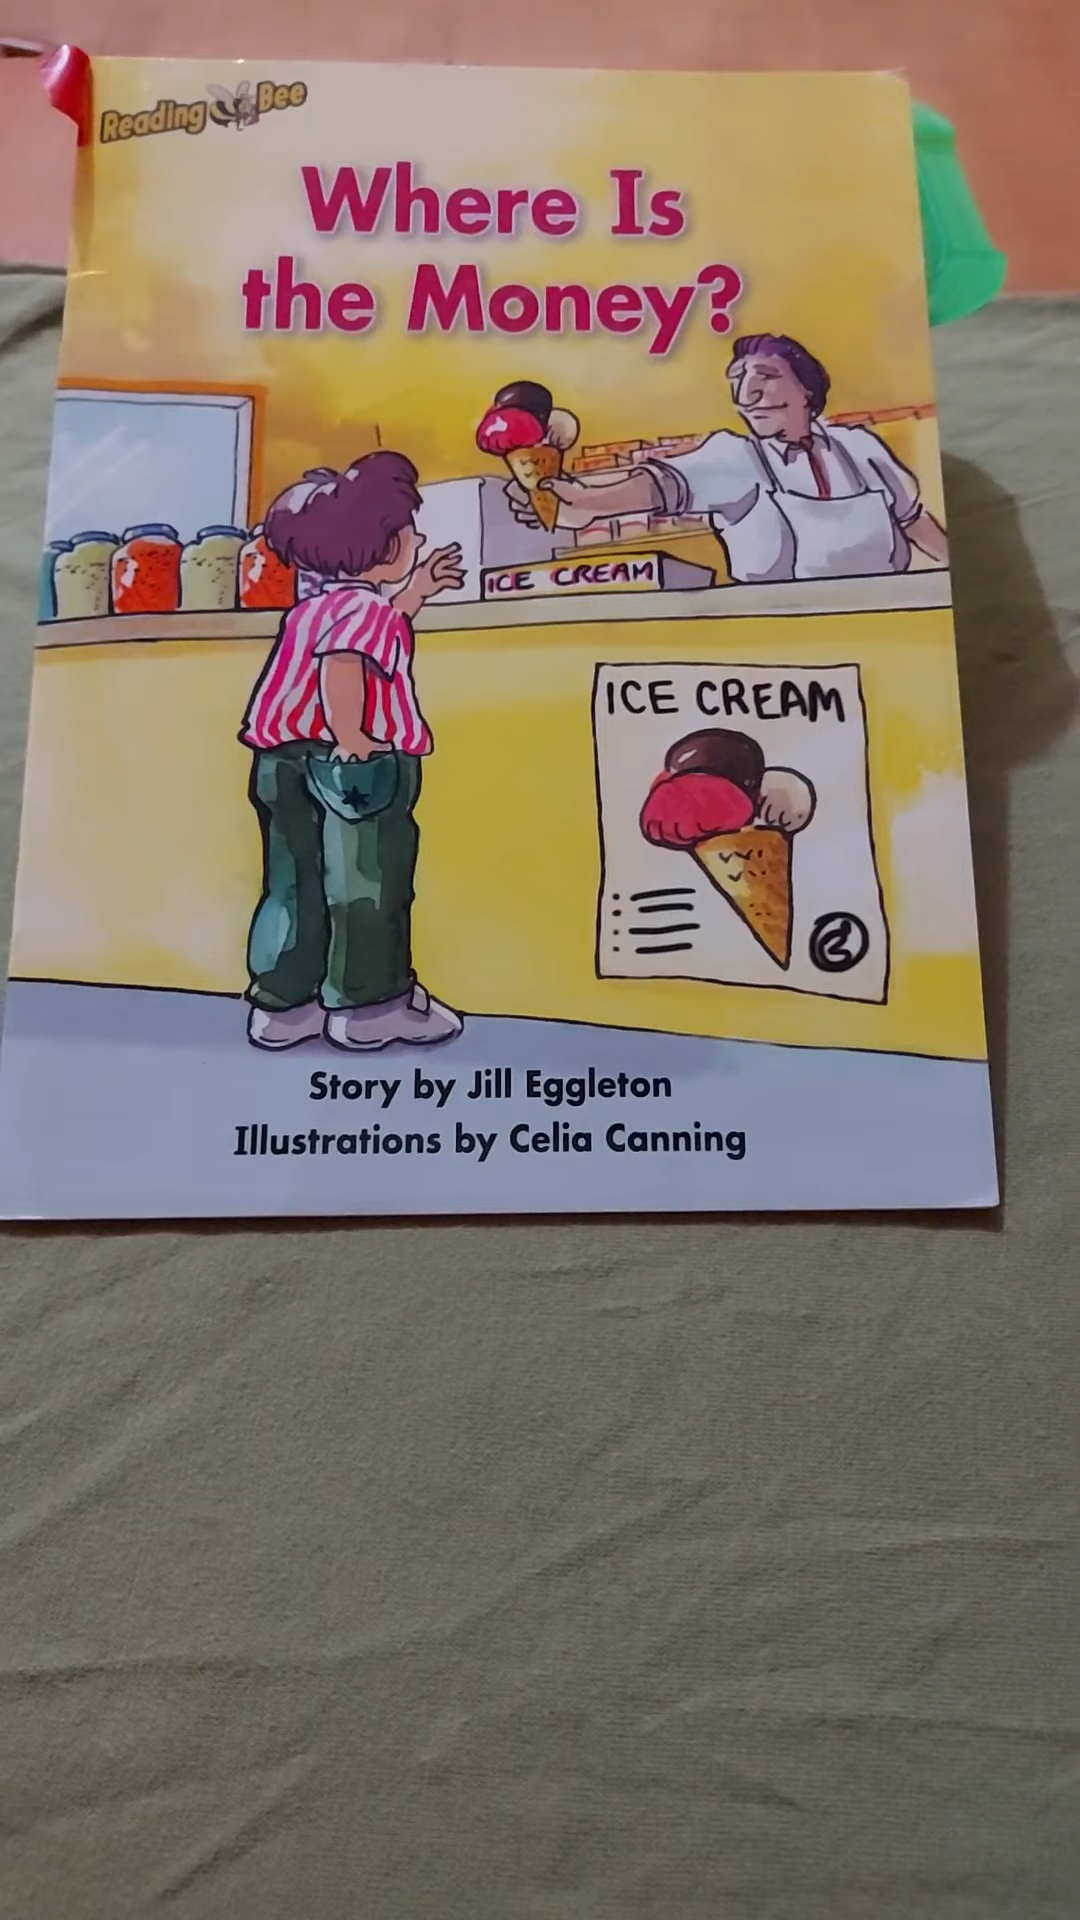 Reading Bee
Where Is
the Money?
ICE CREAM
ICE CREAM
Story by Jill Eggleton
Illustrations by Celia Canning